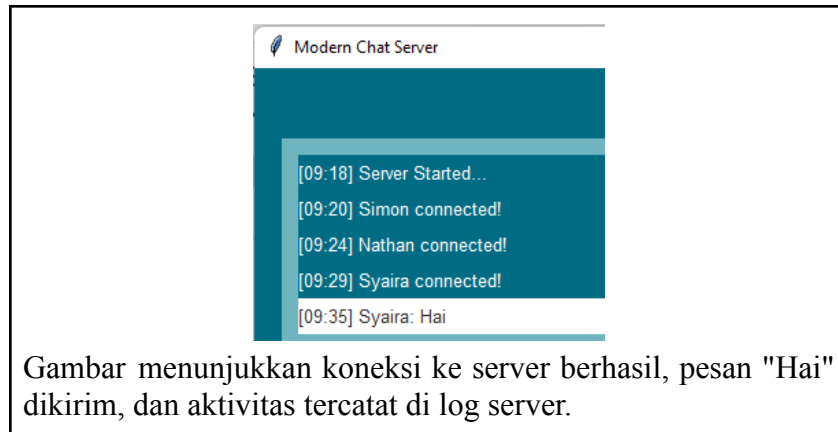 Modern Chat Server
[09:18] Server Started...
[09:20] Simon connected!
[09:24] Nathan connected!
[09:29] Syaira connected!
[09:35] Syaira: Hai
Gambar menunjukkan koneksi ke server berhasil, pesan "Hai"
dikirim, dan aktivitas tercatat di log server.